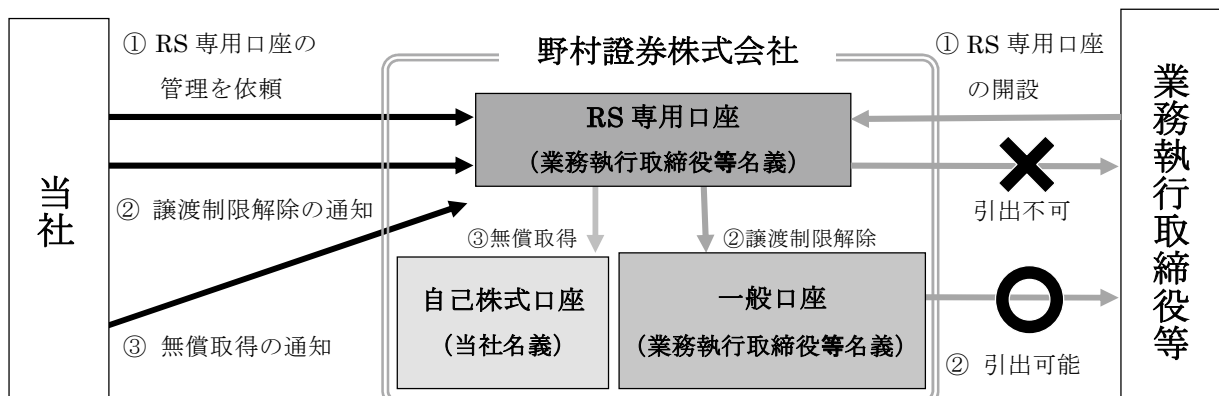 当社
① RS 専用口座の
管理を依頼
② 譲渡制限解除の通知
③ 無償取得の通知
野村證券株式会社
RS 専用口座
（業務執行取締役等名義）
③無償取得
②譲渡制限解除
自己株式口座
（当社名義）
一般口座
（業務執行取締役等名義）
① RS 専用口座
の開設
引出不可
② 引出可能
業務執行取締役等